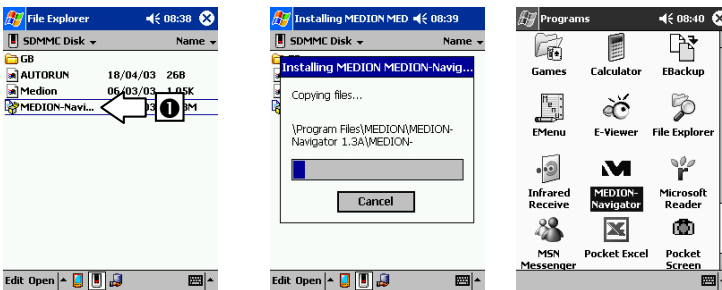 File Explorer 08:38
SDMMC Disk Name
GB
AUTORUN 18/04/03 26B
Medion 06/03/03 1,05K
MEDION-Navi... 03 M
1
Edit Open
Installing MEDION MED 08:39
SDMMC Disk Name
Installing MEDION MEDION-Navig...
Copying files...
\Program Files\MEDION\MEDION-
Navigator 1.3A\MEDION-
Cancel
Edit Open
Programs 08:40
Games Calculator EBackup
EMenu E-Viewer File Explorer
Infrared MEDION- Microsoft
Receive Navigator Reader
MSN Pocket Excel Pocket
Messenger Screen